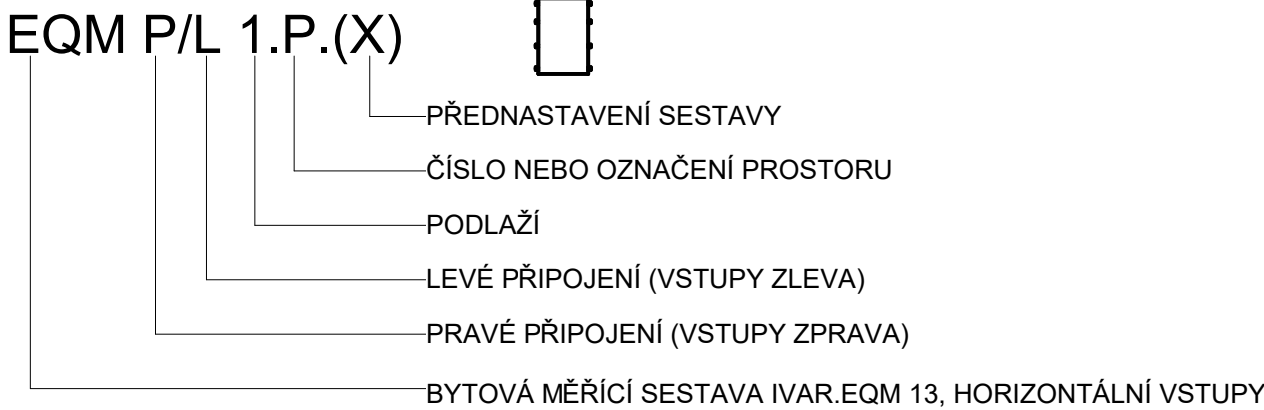 EQM P/L 1.P.(X)
PŘEDNASTAVENÍ SESTAVY
ČÍSLO NEBO OZNAČENÍ PROSTORU
PODLAŽÍ
LEVÉ PŘIPOJENÍ (VSTUPY ZLEVA)
PRAVÉ PŘIPOJENÍ (VSTUPY ZPRAVA)
BYTOVÁ MĚŘÍCÍ SESTAVA IVAR.EQM 13, HORIZONTÁLNÍ VSTUPY